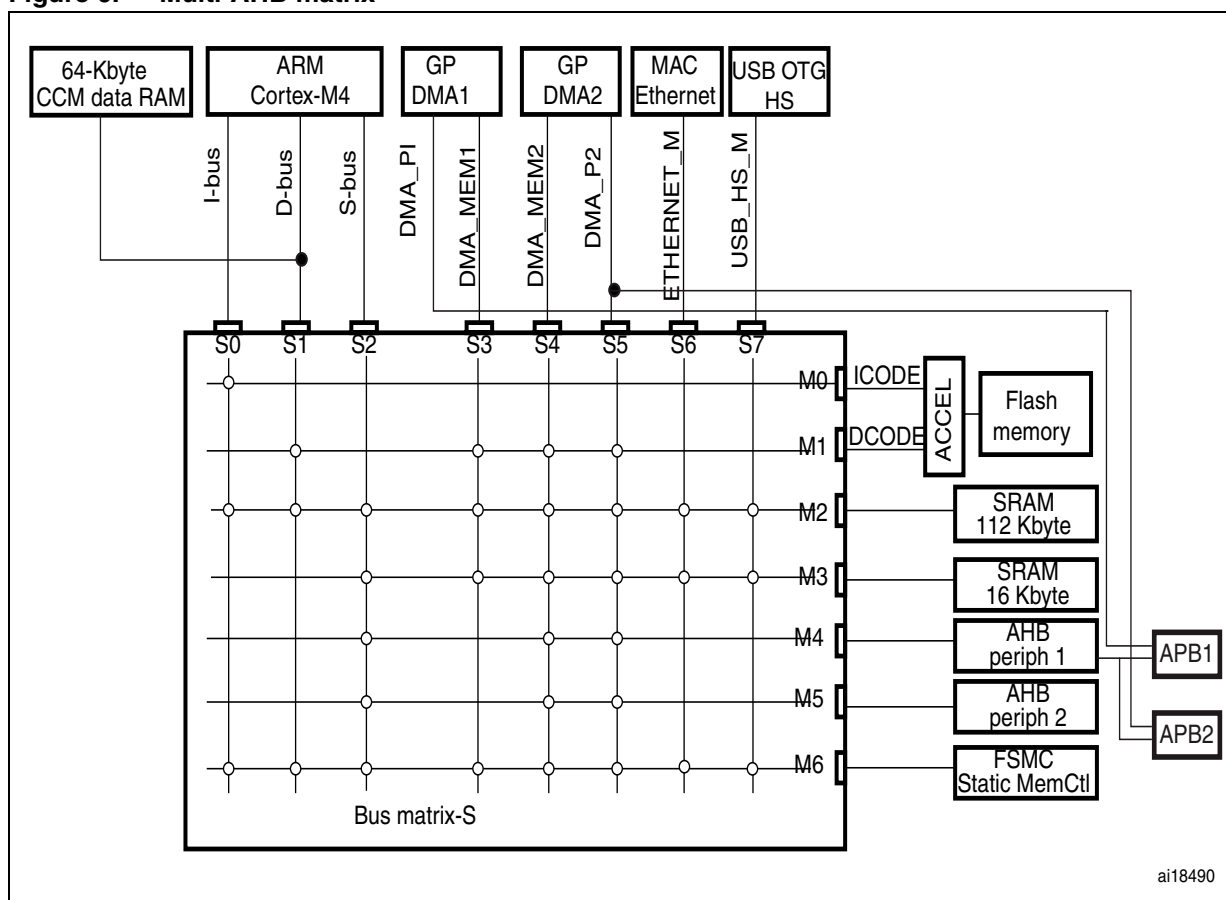 Figure 5. Multi-AHB matrix
64-Kbyte
CCM data RAM
ARM
Cortex-M4
GP
DMA1
GP
DMA2
MAC
Ethernet
USB OTG
HS
I-bus
D-bus
S-bus
DMA_PI
DMA_MEM1
DMA_MEM2
DMA_P2
ETHERNET_M
USB_HS_M
S0
S1
S2
S3
S4
S5
S6
S7
M0
ICODE
M1
DCODE
ACCEL
Flash
memory
M2
SRAM
112 Kbyte
M3
SRAM
16 Kbyte
M4
AHB
periph 1
APB1
M5
AHB
periph 2
APB2
M6
FSMC
Static MemCtl
Bus matrix-S
ai18490